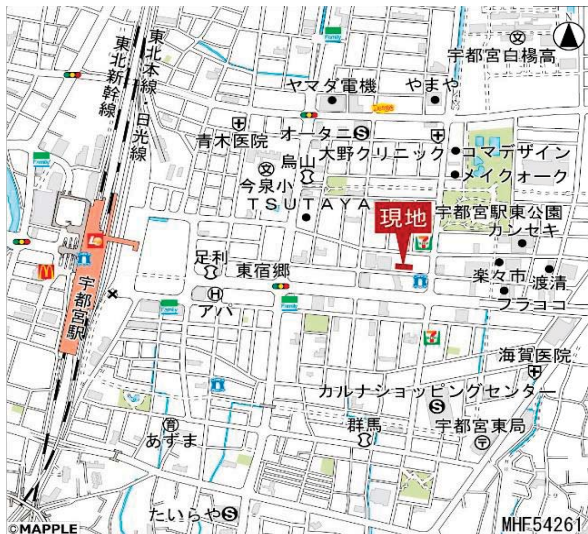 東北新幹線
東北本線・日光線
宇都宮白楊高
ヤマダ電機
やまや
青木医院
オータニ
大野クリニック
コマデザイン
メイクォーク
烏山
今泉小
TSUTAYA
現地
宇都宮駅東公園
カンセキ
足利
東宿郷
楽々市
渡清
フラココ
アパ
宇都宮駅
海賀医院
カルナショッピングセンター
あずま
群馬
宇都宮東局
たいらや
©MAPPLE
MHF54261